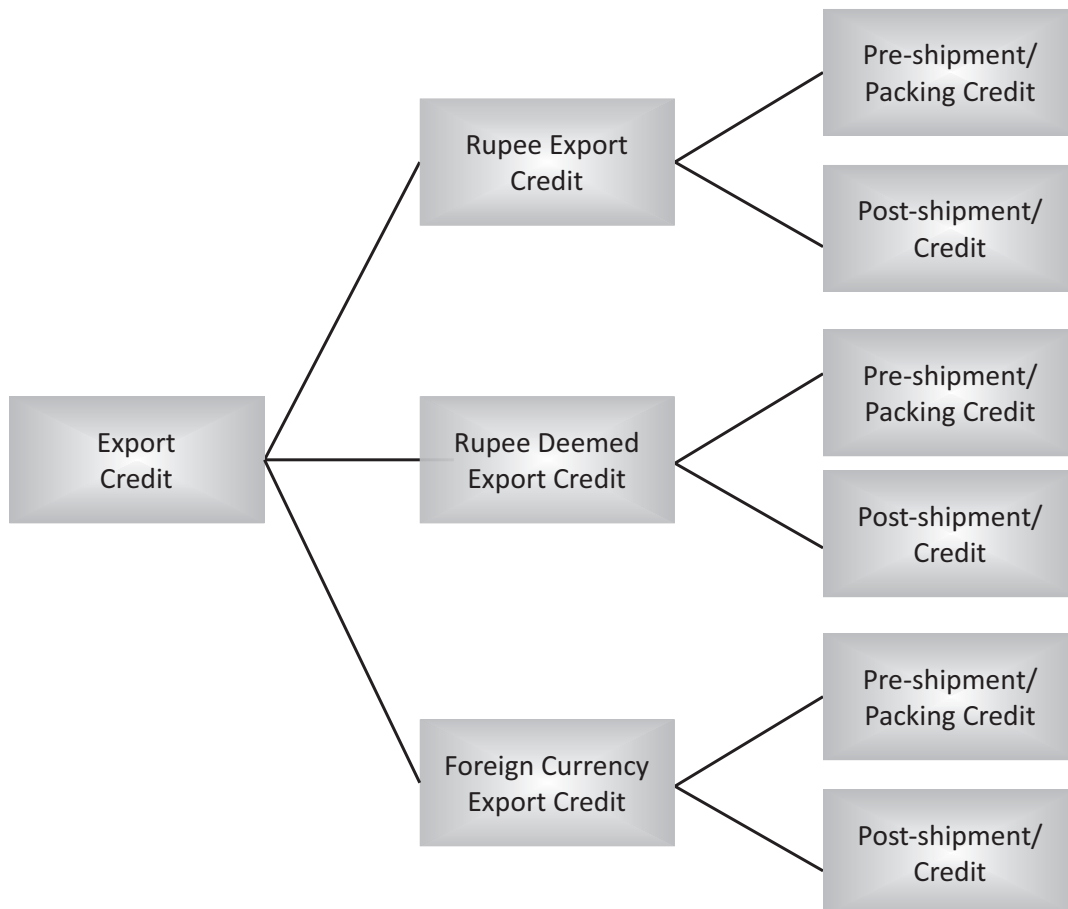 Export
Credit
Rupee Export
Credit
Pre-shipment/
Packing Credit
Post-shipment/
Credit
Rupee Deemed
Export Credit
Pre-shipment/
Packing Credit
Post-shipment/
Credit
Foreign Currency
Export Credit
Pre-shipment/
Packing Credit
Post-shipment/
Credit